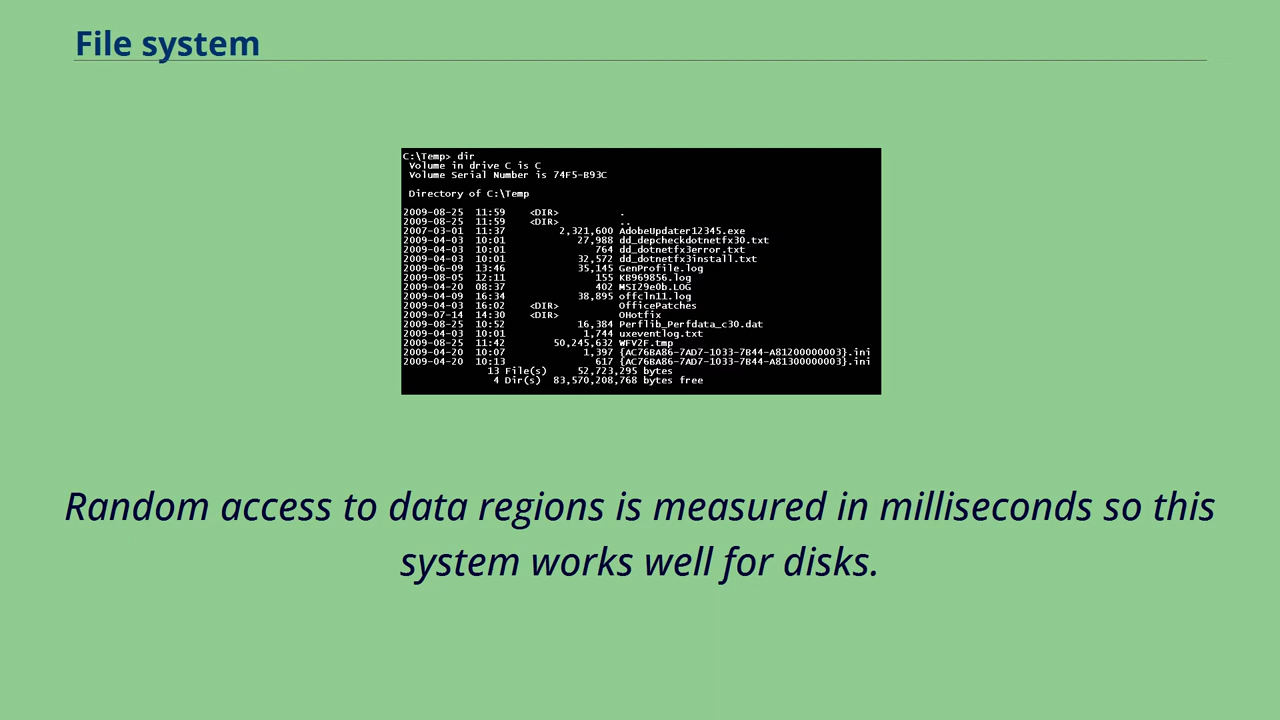 File system
C:\Temp> dir
Volume in drive C is C
Volume Serial Number is 74F5-B93C
Directory of C:\Temp
2009-08-25 11:59 <DIR> .
2009-08-25 11:59 <DIR> ..
2007-03-01 11:37 2,321,600 AdobeUpdater12345.exe
2009-04-03 10:01 27,988 dd_depcheckdotnetfx30.txt
2009-04-03 10:01 764 dd_dotnetfx3error.txt
2009-04-03 10:01 32,572 dd_dotnetfx3install.txt
2009-06-09 13:46 35,145 GenProfile.log
2009-08-05 12:11 155 KB969856.log
2009-04-20 08:37 402 MSI29e0b.LOG
2009-04-09 16:34 38,895 offcln11.log
2009-04-03 16:02 <DIR> OfficePatches
2009-07-14 14:30 <DIR> OHotfix
2009-08-25 10:52 16,384 Perflib_Perfdata_c30.dat
2009-04-03 10:01 1,744 uxeventlog.txt
2009-08-25 11:42 50,245,632 WFV2F.tmp
2009-04-20 10:07 1,397 {AC76BA86-7AD7-1033-7B44-A81200000003}.ini
2009-04-20 10:13 617 {AC76BA86-7AD7-1033-7B44-A81300000003}.ini
13 File(s) 52,723,295 bytes
4 Dir(s) 83,570,208,768 bytes free
Random access to data regions is measured in milliseconds so this
system works well for disks.